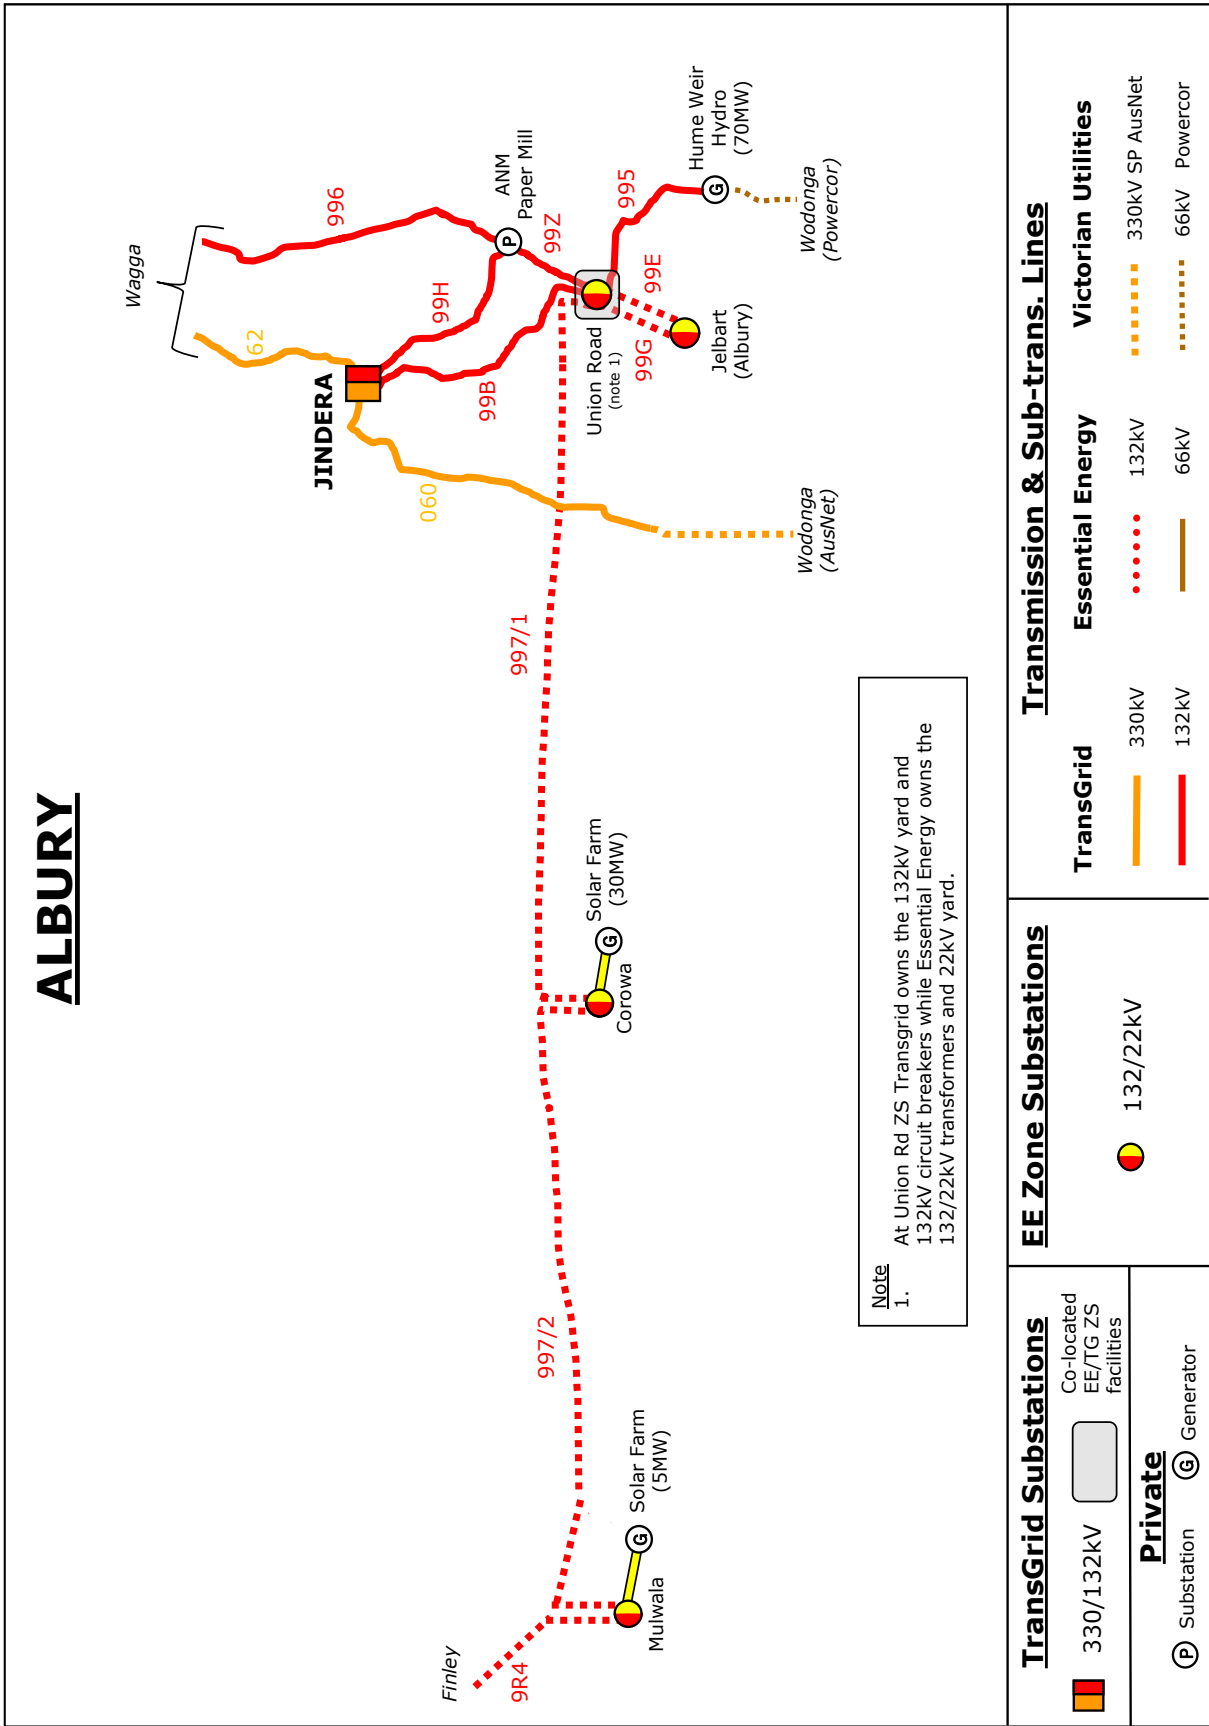 ALBURY
Wagga
996
62
JINDERA
ANM
Paper Mill
99H
99Z
99B
060
Hume Weir
Hydro
(70MW)
995
99E
99G
Union Road
(note 1)
Jelbart
(Albury)
Wodonga
(Powercor)
Wodonga
(AusNet)
997/1
Solar Farm
(30MW)
Corowa
997/2
Solar Farm
(5MW)
Mulwala
Finley
9R4
G
G
G
P
Note
1. At Union Rd ZS Transgrid owns the 132kV yard and
132kV circuit breakers while Essential Energy owns the
132/22kV transformers and 22kV yard.
TransGrid Substations
330/132kV
Co-located
EE/TG ZS
facilities
Private
P Substation
G Generator
EE Zone Substations
132/22kV
Transmission & Sub-trans. Lines
TransGrid
330kV
132kV
Essential Energy
132kV
66kV
Victorian Utilities
330kV SP AusNet
66kV Powercor